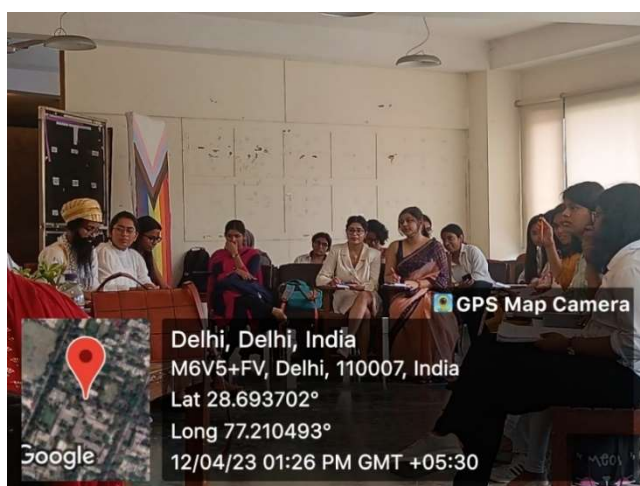 GPS Map Camera
Delhi, Delhi, India
M6V5+FV, Delhi, 110007, India
Lat 28.693702°
Long 77.210493°
12/04/23 01:26 PM GMT +05:30
Google